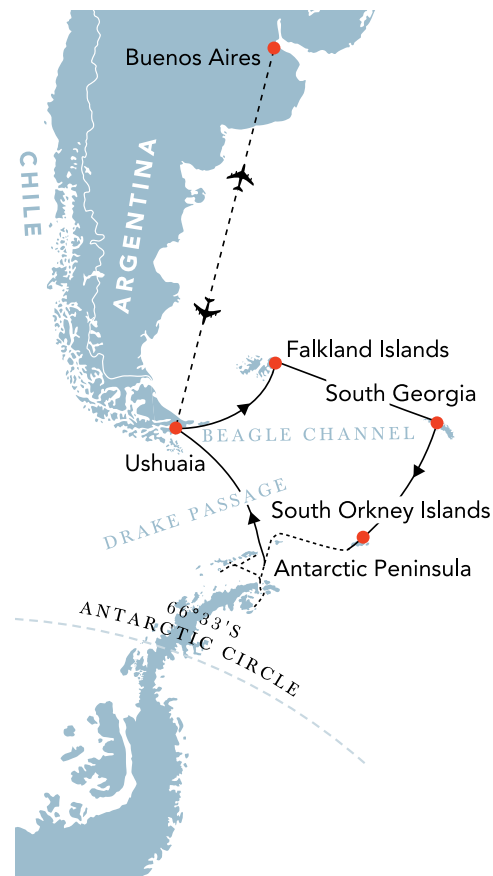 Buenos Aires
CHILE
ARGENTINA
Falkland Islands
South Georgia
BEAGLE CHANNEL
Ushuaia
DRAKE PASSAGE
South Orkney Islands
Antarctic Peninsula
66°33'S
ANTARCTIC CIRCLE